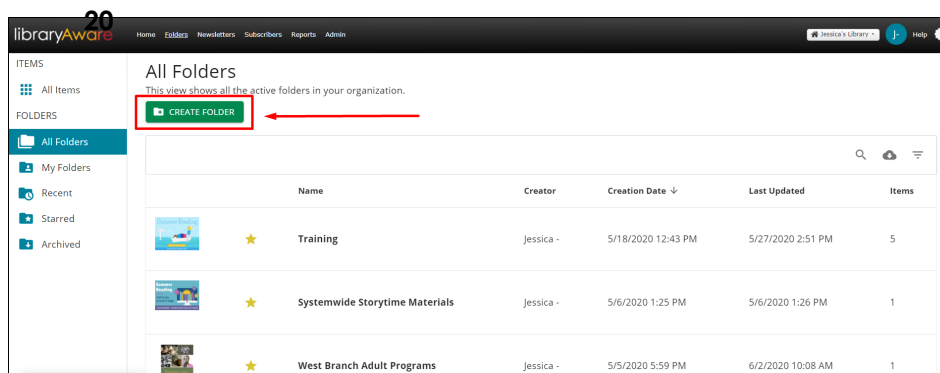 20
libraryAware Home Folders Newsletters Subscribers Reports Admin Jessica's Library J- Help
ITEMS
All Items
FOLDERS
All Folders
My Folders
Recent
Starred
Archived
All Folders
This view shows all the active folders in your organization.
CREATE FOLDER
Name Creator Creation Date Last Updated Items
Training Jessica - 5/18/2020 12:43 PM 5/27/2020 2:51 PM 5
Summer
Reading
Systemwide Storytime Materials Jessica - 5/6/2020 1:25 PM 5/6/2020 1:26 PM 1
West Branch Adult Programs Jessica - 5/5/2020 5:59 PM 6/2/2020 10:08 AM 1